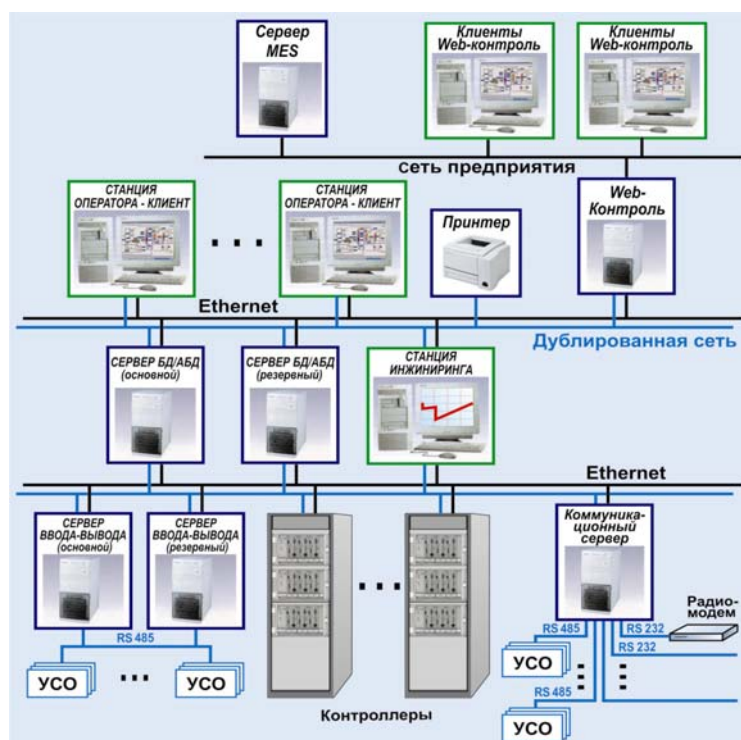 Сервер
MES
Клиенты
Web-контроль
Клиенты
Web-контроль
Сеть предприятия
СТАНЦИЯ
ОПЕРАТОРА - КЛИЕНТ
СТАНЦИЯ
ОПЕРАТОРА - КЛИЕНТ
Принтер
Web-
Контроль
Ethernet
Дублированная сеть
СЕРВЕР БД/АБД
(основной)
СЕРВЕР БД/АБД
(резервный)
СТАНЦИЯ
ИНЖИНИРИНГА
Ethernet
СЕРВЕР
ВВОДА-ВЫВОДА
(основной)
СЕРВЕР
ВВОДА-ВЫВОДА
(резервный)
Коммуника-
ционный
сервер
Радио-
модем
RS 485
RS 485
RS 232
RS 232
УСО
УСО
УСО
RS 485
УСО
Контроллеры